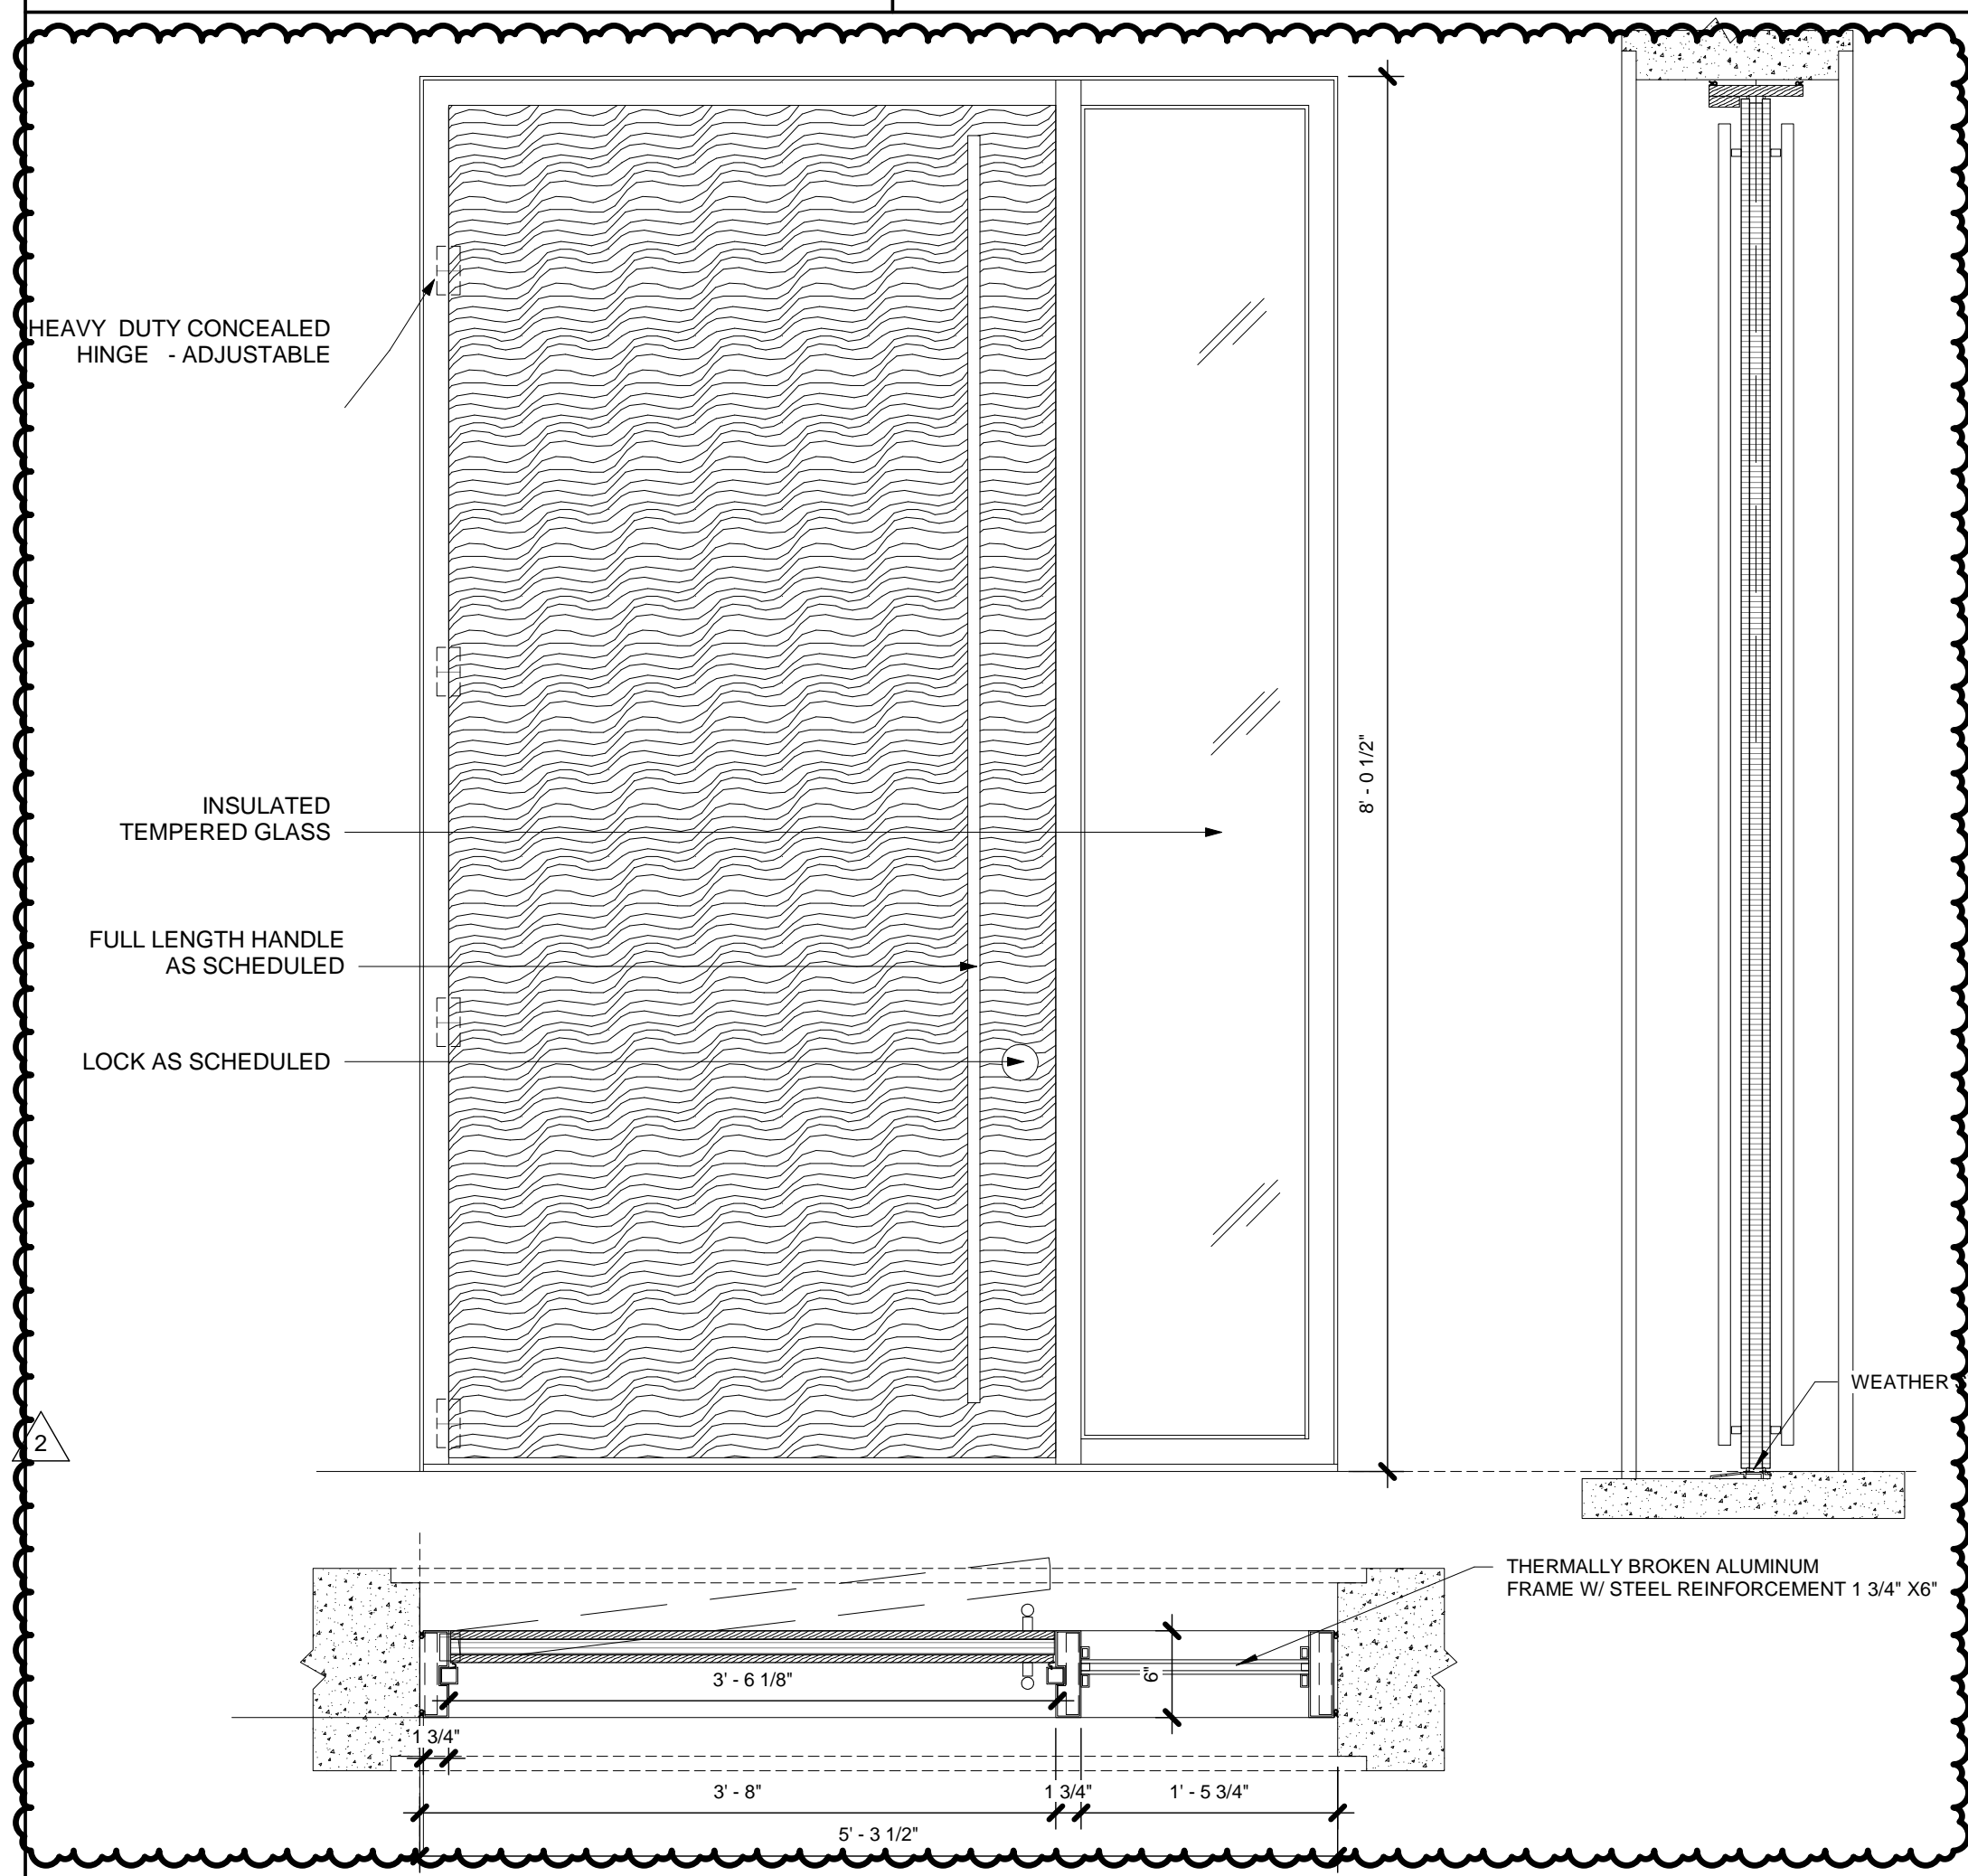 HEAVY DUTY CONCEALED
HINGE - ADJUSTABLE
INSULATED
TEMPERED GLASS
8' - 0 1/2"
FULL LENGTH HANDLE
AS SCHEDULED
LOCK AS SCHEDULED
WEATHER
2
THERMALLY BROKEN ALUMINUM
FRAME W/ STEEL REINFORCEMENT 1 3/4" X6"
3' - 6 1/8"
6"
1 3/4"
3' - 8"
1 3/4"
1' - 5 3/4"
5' - 3 1/2"